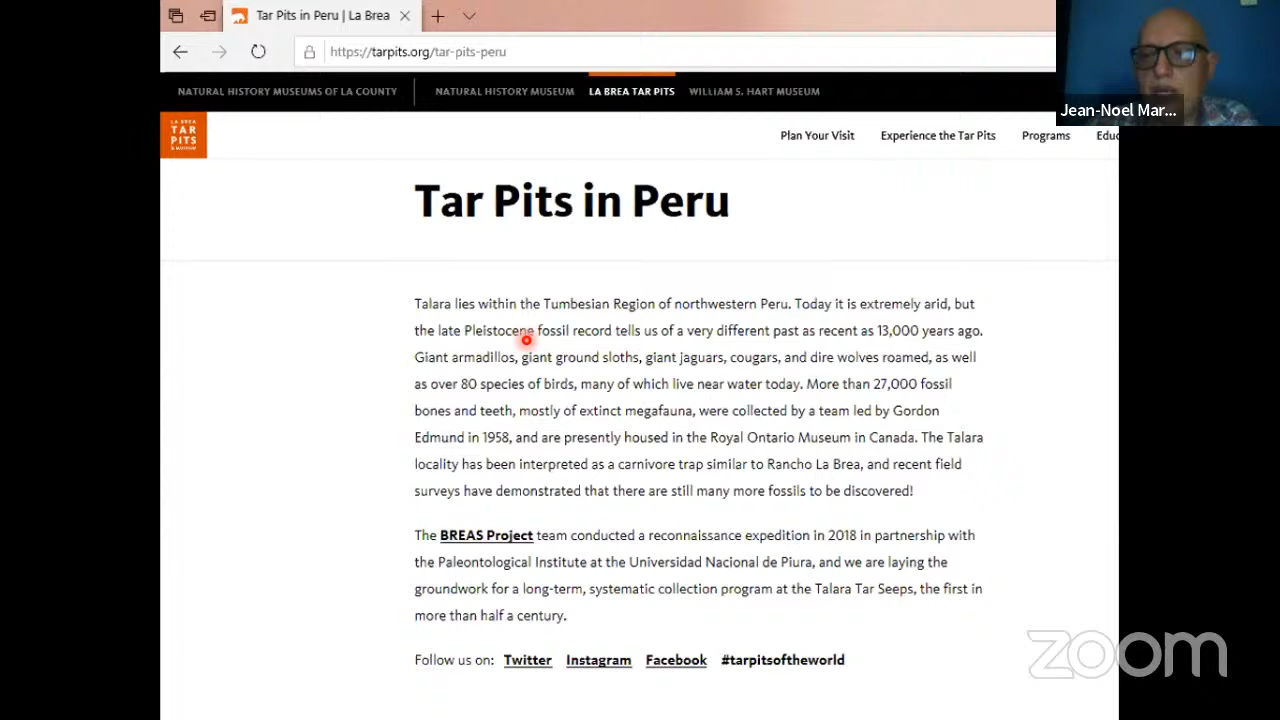 Tar Pits in Peru | La Brea
https://tarpits.org/tar-pits-peru
NATURAL HISTORY MUSEUMS OF LA COUNTY NATURAL HISTORY MUSEUM LA BREA TAR PITS WILLIAM S. HART MUSEUM
Jean-Noel Mar...
LA BREA
TAR
PITS
& MUSEUM
Plan Your Visit Experience the Tar Pits Programs Educ
Tar Pits in Peru
Talara lies within the Tumbesian Region of northwestern Peru. Today it is extremely arid, but
the late Pleistocene fossil record tells us of a very different past as recent as 13,000 years ago.
Giant armadillos, giant ground sloths, giant jaguars, cougars, and dire wolves roamed, as well
as over 80 species of birds, many of which live near water today. More than 27,000 fossil
bones and teeth, mostly of extinct megafauna, were collected by a team led by Gordon
Edmund in 1958, and are presently housed in the Royal Ontario Museum in Canada. The Talara
locality has been interpreted as a carnivore trap similar to Rancho La Brea, and recent field
surveys have demonstrated that there are still many more fossils to be discovered!
The BREAS Project team conducted a reconnaissance expedition in 2018 in partnership with
the Paleontological Institute at the Universidad Nacional de Piura, and we are laying the
groundwork for a long-term, systematic collection program at the Talara Tar Seeps, the first in
more than half a century.
Follow us on: Twitter Instagram Facebook #tarpitsoftheworld
zoom